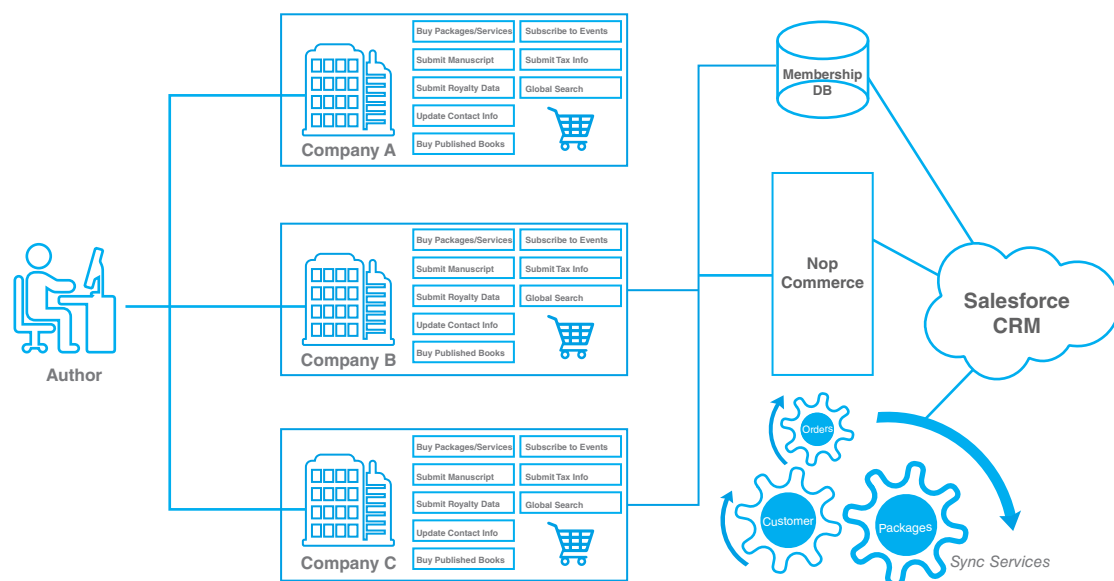 Buy Packages/Services
Subscribe to Events
Submit Manuscript
Submit Tax Info
Submit Royalty Data
Global Search
Update Contact Info
Buy Published Books
Company A
Buy Packages/Services
Subscribe to Events
Submit Manuscript
Submit Tax Info
Submit Royalty Data
Global Search
Update Contact Info
Buy Published Books
Company B
Buy Packages/Services
Subscribe to Events
Submit Manuscript
Submit Tax Info
Submit Royalty Data
Global Search
Update Contact Info
Buy Published Books
Company C
Author
Membership
DB
Nop
Commerce
Salesforce
CRM
Orders
Customer
Packages
Sync Services